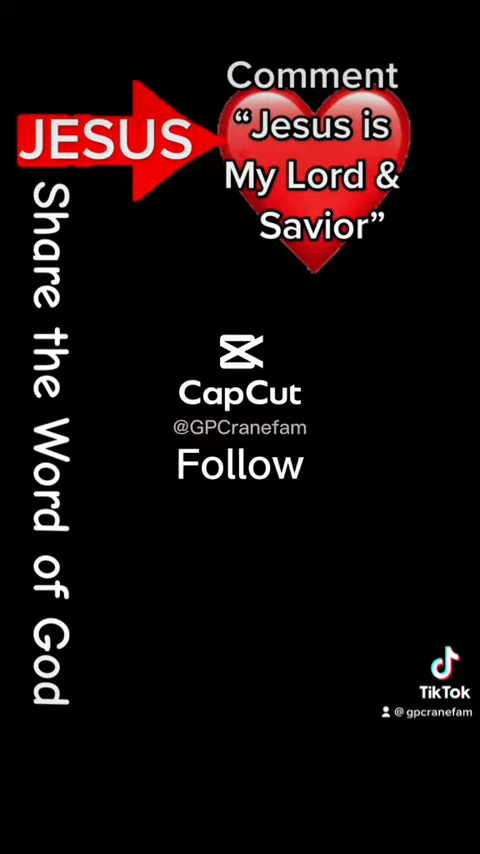 Comment
JESUS
“Jesus is
My Lord &
Savior”
Share the Word of God
CapCut
@GPCranefam
Follow
TikTok
@gpcranefam